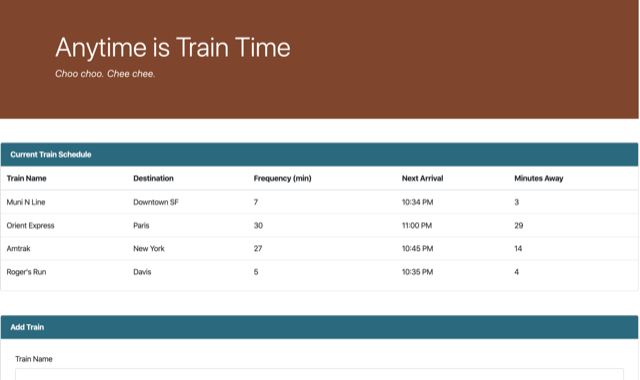 Anytime is Train Time
Choo choo. Chee chee.
Current Train Schedule
Train Name Destination Frequency (min) Next Arrival Minutes Away
Muni N Line Downtown SF 7 10:34 PM 3
Orient Express Paris 30 11:00 PM 29
Amtrak New York 27 10:45 PM 14
Roger's Run Davis 5 10:35 PM 4
Add Train
Train Name